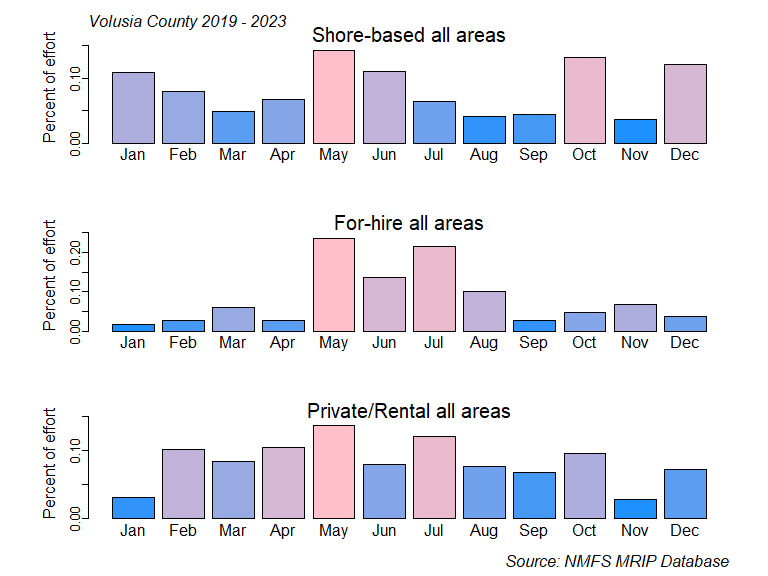 Volusia County 2019 - 2023
Shore-based all areas
Percent of effort
0.00 0.10
Jan Feb Mar Apr May Jun Jul Aug Sep Oct Nov Dec
For-hire all areas
Percent of effort
0.00 0.10 0.20
Jan Feb Mar Apr May Jun Jul Aug Sep Oct Nov Dec
Private/Rental all areas
Percent of effort
0.00 0.10
Jan Feb Mar Apr May Jun Jul Aug Sep Oct Nov Dec
Source: NMFS MRIP Database